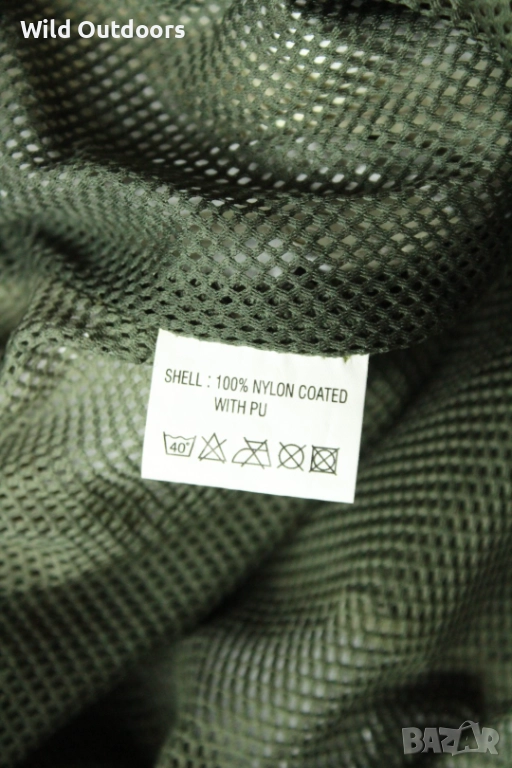 Wild Outdoors
SHELL : 100% NYLON COATED
WITH PU
40°
BAZAR